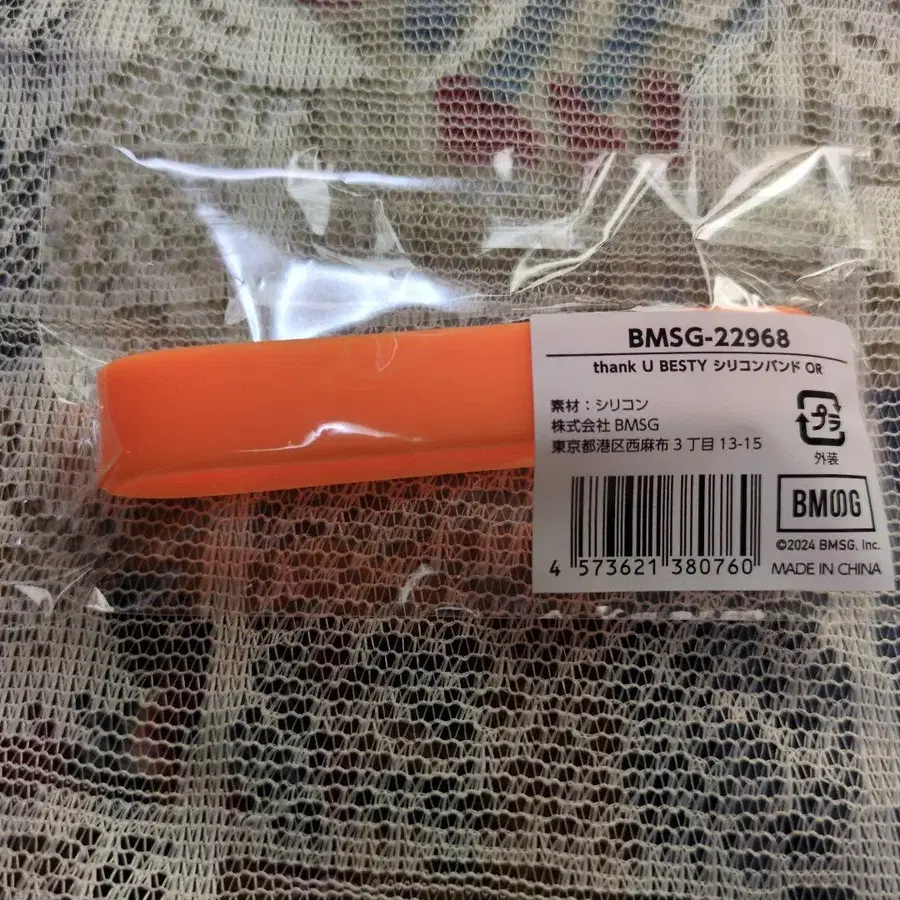 BMSG-22968
thank U BESTY シリコンバンド OR
素材：シリコン
株式会社 BMSG
東京都港区西麻布 3 丁目 13-15
プラ
外装
BMSG
©2024 BMSG, Inc.
MADE IN CHINA
4 573621 380760